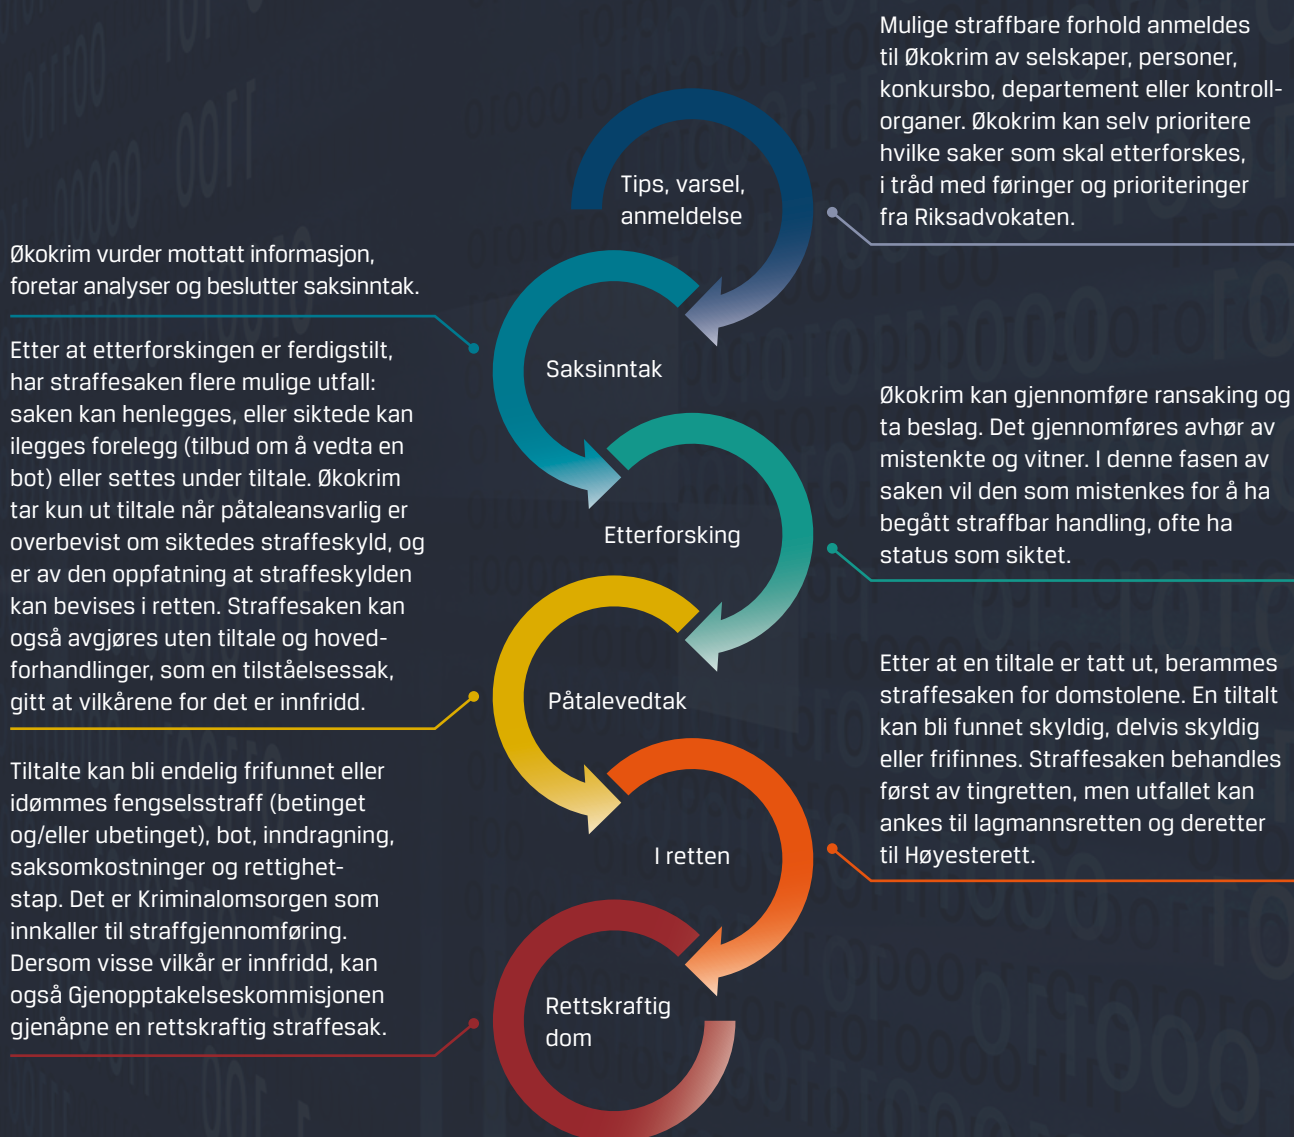 Tips, varsel,
anmeldelse
Mulige straffbare forhold anmeldes
til Økokrim av selskaper, personer,
konkursbo, departement eller kontroll-
organer. Økokrim kan selv prioritere
hvilke saker som skal etterforskes,
i tråd med føringer og prioriteringer
fra Riksadvokaten.
Saksinntak
Økokrim vurder mottatt informasjon,
foretar analyser og beslutter saksinntak.
Etterforsking
Økokrim kan gjennomføre ransaking og
ta beslag. Det gjennomføres avhør av
mistenkte og vitner. I denne fasen av
saken vil den som mistenkes for å ha
begått straffbar handling, ofte ha
status som siktet.
Påtalevedtak
Etter at etterforskingen er ferdigstilt,
har straffesaken flere mulige utfall:
saken kan henlegges, eller siktede kan
ilegges forelegg (tilbud om å vedta en
bot) eller settes under tiltale. Økokrim
tar kun ut tiltale når påtaleansvarlig er
overbevist om siktedes straffeskyld, og
er av den oppfatning at straffeskylden
kan bevises i retten. Straffesaken kan
også avgjøres uten tiltale og hoved-
forhandlinger, som en tilståelsessak,
gitt at vilkårene for det er innfridd.
I retten
Etter at en tiltale er tatt ut, berammes
straffesaken for domstolene. En tiltalt
kan bli funnet skyldig, delvis skyldig
eller frifinnes. Straffesaken behandles
først av tingretten, men utfallet kan
ankes til lagmannsretten og deretter
til Høyesterett.
Rettskraftig
dom
Tiltalte kan bli endelig frifunnet eller
idømmes fengselsstraff (betinget
og/eller ubetinget), bot, inndragning,
saksomkostninger og rettighet-
stap. Det er Kriminalomsorgen som
innkaller til straffgjennomføring.
Dersom visse vilkår er innfridd, kan
også Gjenopptakelseskommisjonen
gjenåpne en rettskraftig straffesak.